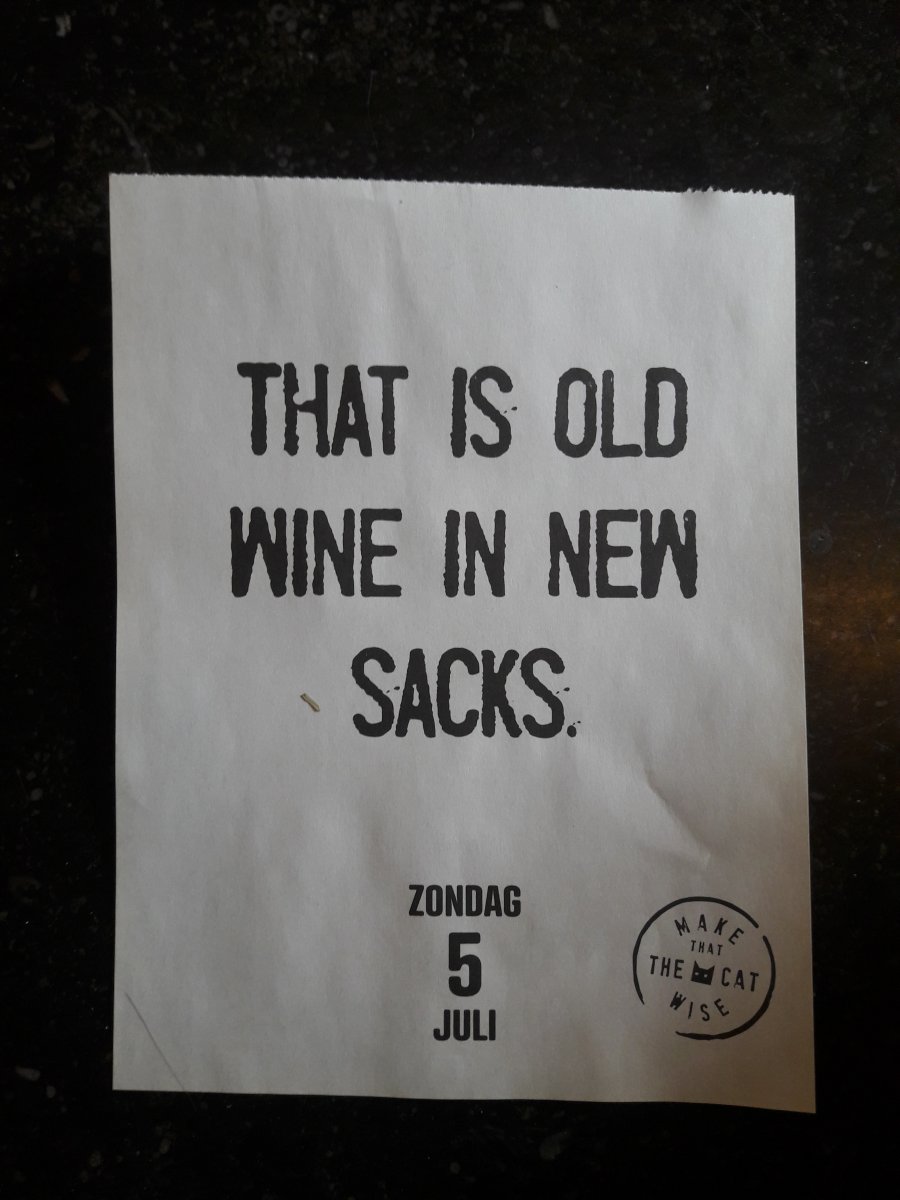 THAT IS OLD
WINE IN NEW
SACKS.
ZONDAG
5
JULI
MAKE
THAT
THE CAT
WISE